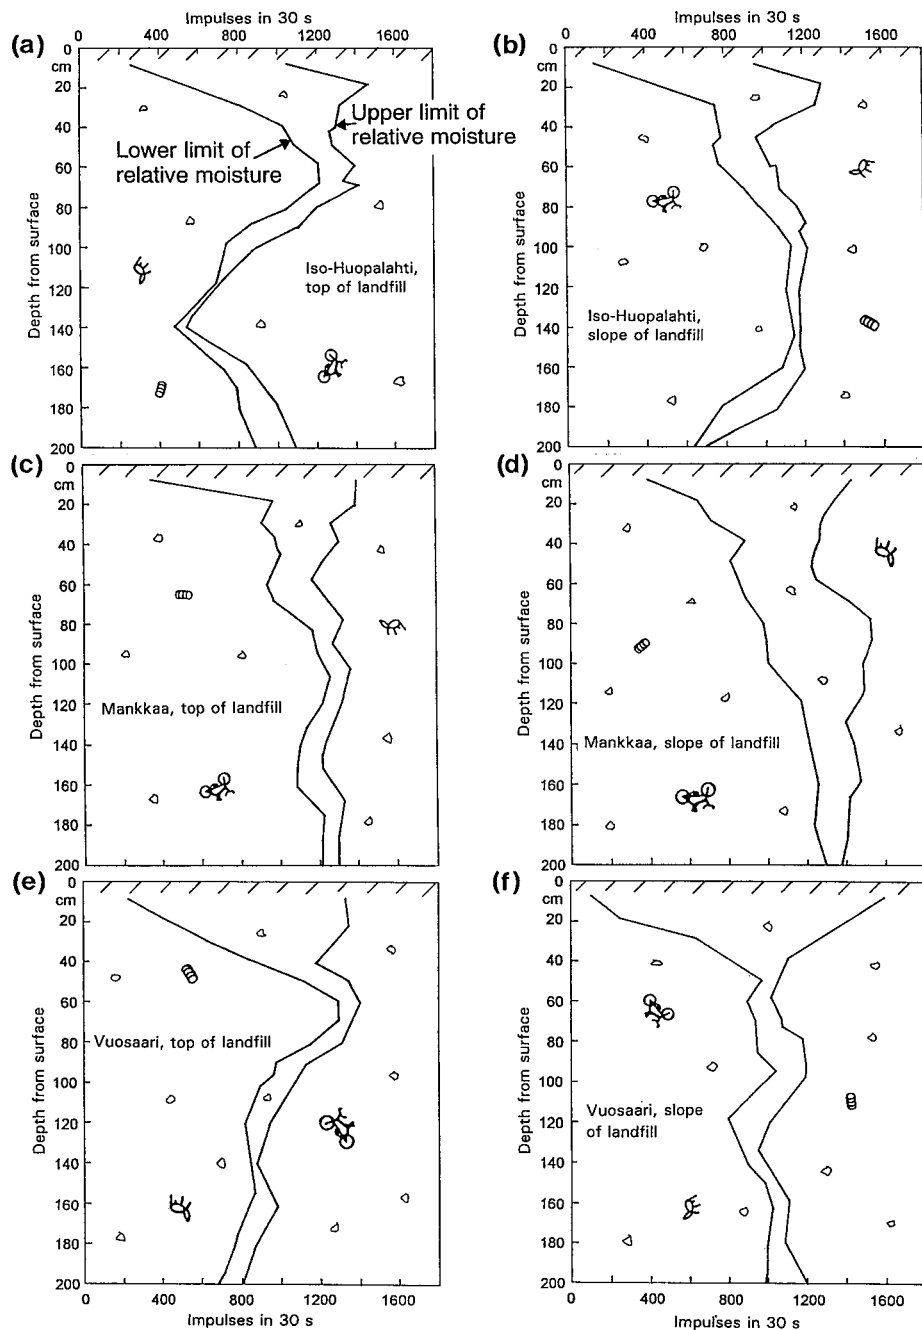 Impulses in 30 s
(a)
0 400 800 1200 1600
0
cm
20
40
60
80
100
120
140
160
180
200
Depth from surface
Upper limit of
relative moisture
Lower limit of
relative moisture
Iso-Huopalahti,
top of landfill
Impulses in 30 s
(b)
0 400 800 1200 1600
0
cm
20
40
60
80
100
120
140
160
180
200
Depth from surface
Iso-Huopalahti,
slope of landfill
(c)
0
cm
20
40
60
80
100
120
140
160
180
200
Depth from surface
Mankkaa, top of landfill
(d)
0
cm
20
40
60
80
100
120
140
160
180
200
Depth from surface
Mankkaa, slope of landfill
(e)
0
cm
20
40
60
80
100
120
140
160
180
200
Depth from surface
Vuosaari, top of landfill
0 400 800 1200 1600
Impulses in 30 s
(f)
0
cm
20
40
60
80
100
120
140
160
180
200
Depth from surface
Vuosaari, slope
of landfill
0 400 800 1200 1600
Impulses in 30 s